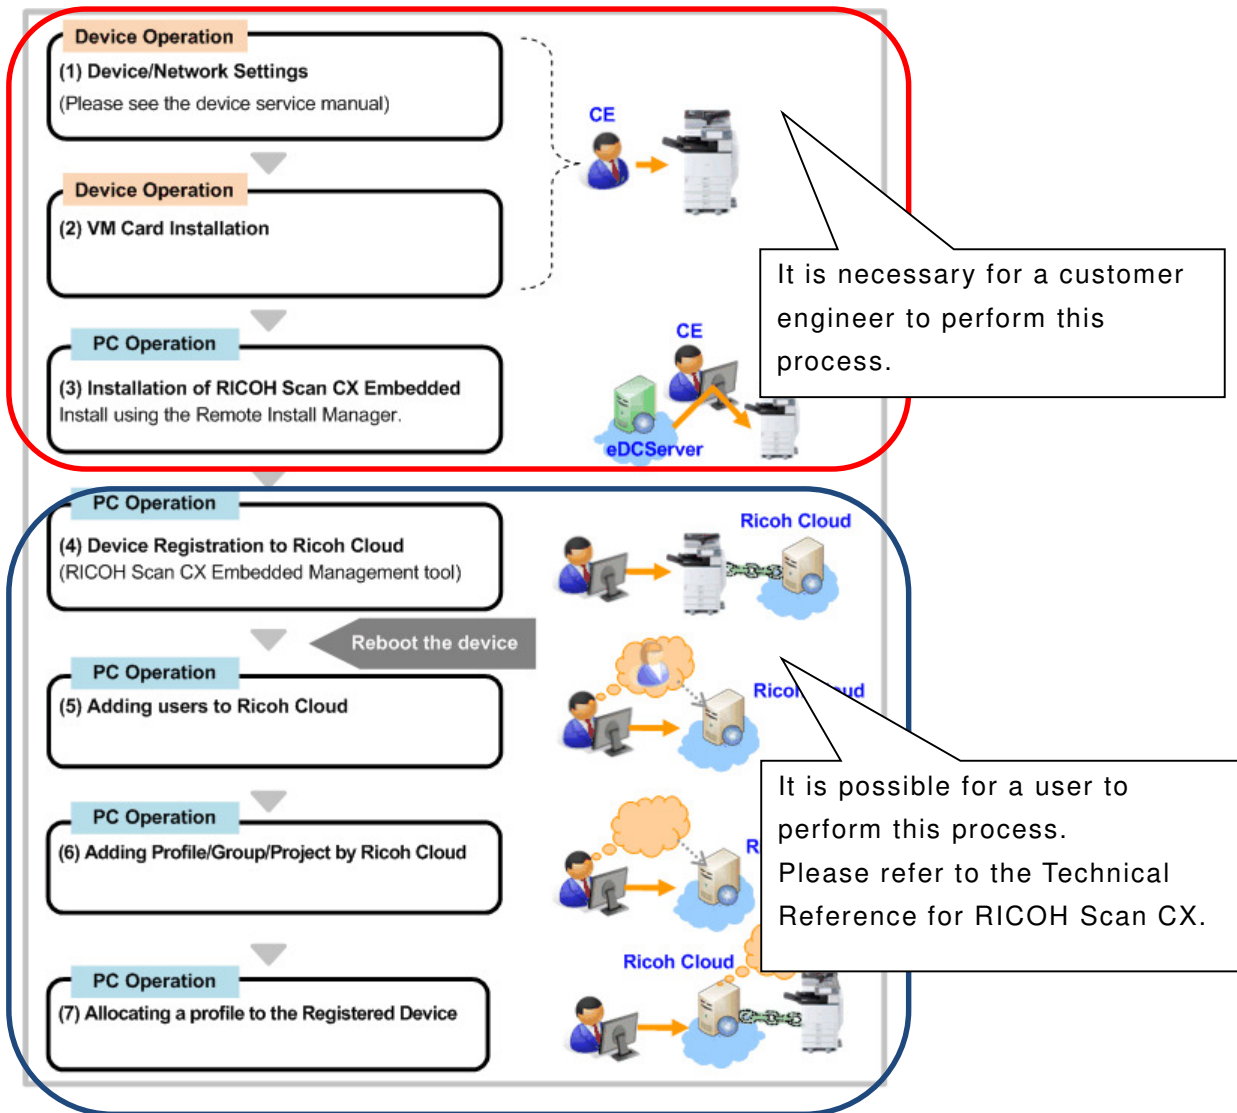 Device Operation
(1) Device/Network Settings
(Please see the device service manual)
CE
Device Operation
(2) VM Card Installation
It is necessary for a customer
engineer to perform this
process.
PC Operation
(3) Installation of RICOH Scan CX Embedded
Install using the Remote Install Manager.
CE
eDCServer
PC Operation
(4) Device Registration to Ricoh Cloud
(RICOH Scan CX Embedded Management tool)
Ricoh Cloud
Reboot the device
PC Operation
(5) Adding users to Ricoh Cloud
Ricoh Cloud
It is possible for a user to
perform this process.
Please refer to the Technical
Reference for RICOH Scan CX.
PC Operation
(6) Adding Profile/Group/Project by Ricoh Cloud
PC Operation
(7) Allocating a profile to the Registered Device
Ricoh Cloud